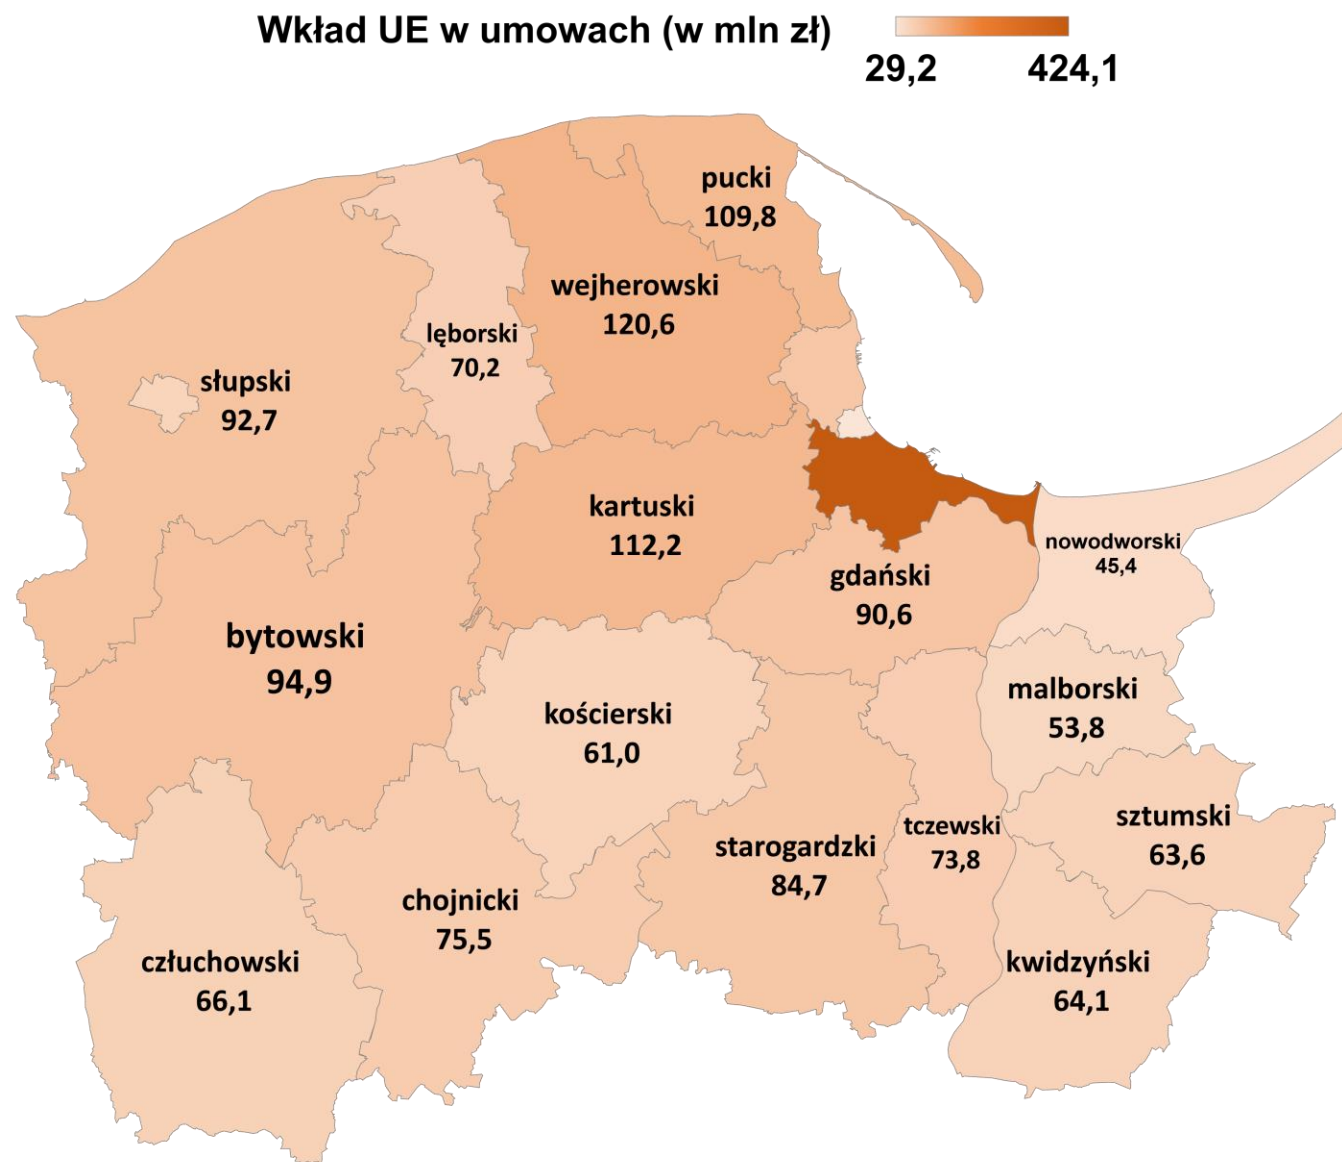 Wkład UE w umowach (w mln zł)
29,2
424,1
pucki
109,8
wejherowski
120,6
lęborski
70,2
słupski
92,7
kartuski
112,2
nowodworski
45,4
gdański
90,6
bytowski
94,9
malborski
53,8
kościerski
61,0
sztumski
63,6
tczewski
73,8
starogardzki
84,7
chojnicki
75,5
człuchowski
66,1
kwidzyński
64,1